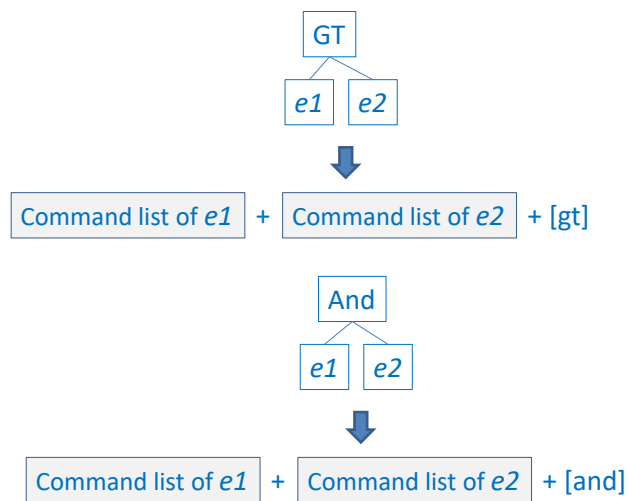 GT
e1 e2
Command list of e1 + Command list of e2 + [gt]
And
e1 e2
Command list of e1 + Command list of e2 + [and]